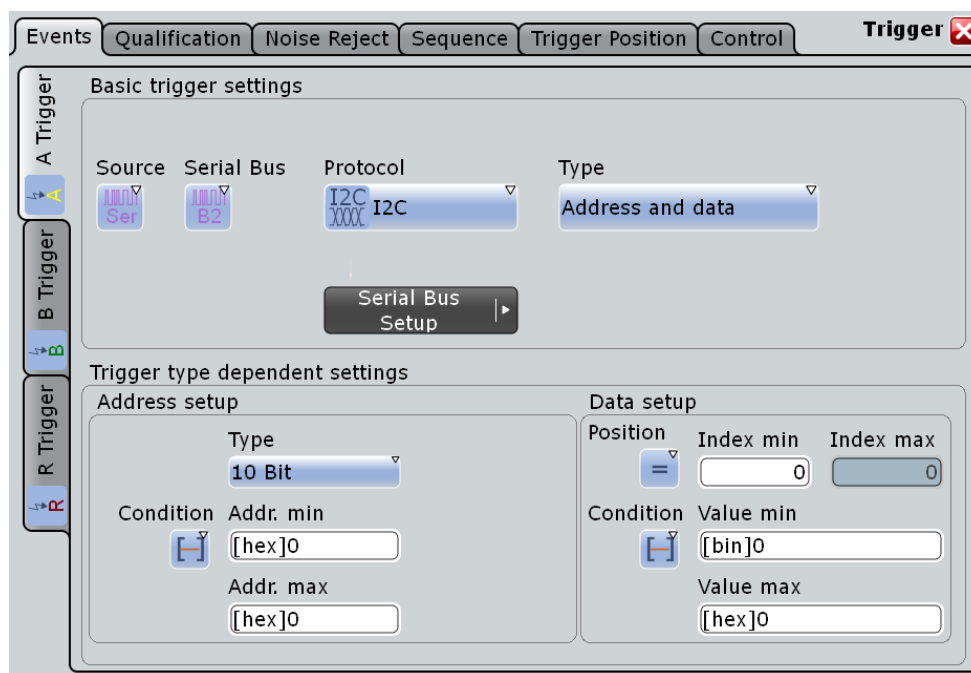 Events Qualification Noise Reject Sequence Trigger Position Control Trigger
A Trigger
A
B Trigger
B
R Trigger
R
Basic trigger settings
Source Serial Bus Protocol Type
Ser B2 I2C I2C Address and data
Serial Bus
Setup
Trigger type dependent settings
Address setup
Type
10 Bit
Condition Addr. min
[hex]0
Addr. max
[hex]0
Data setup
Position Index min Index max
= 0 0
Condition Value min
[bin]0
Value max
[hex]0